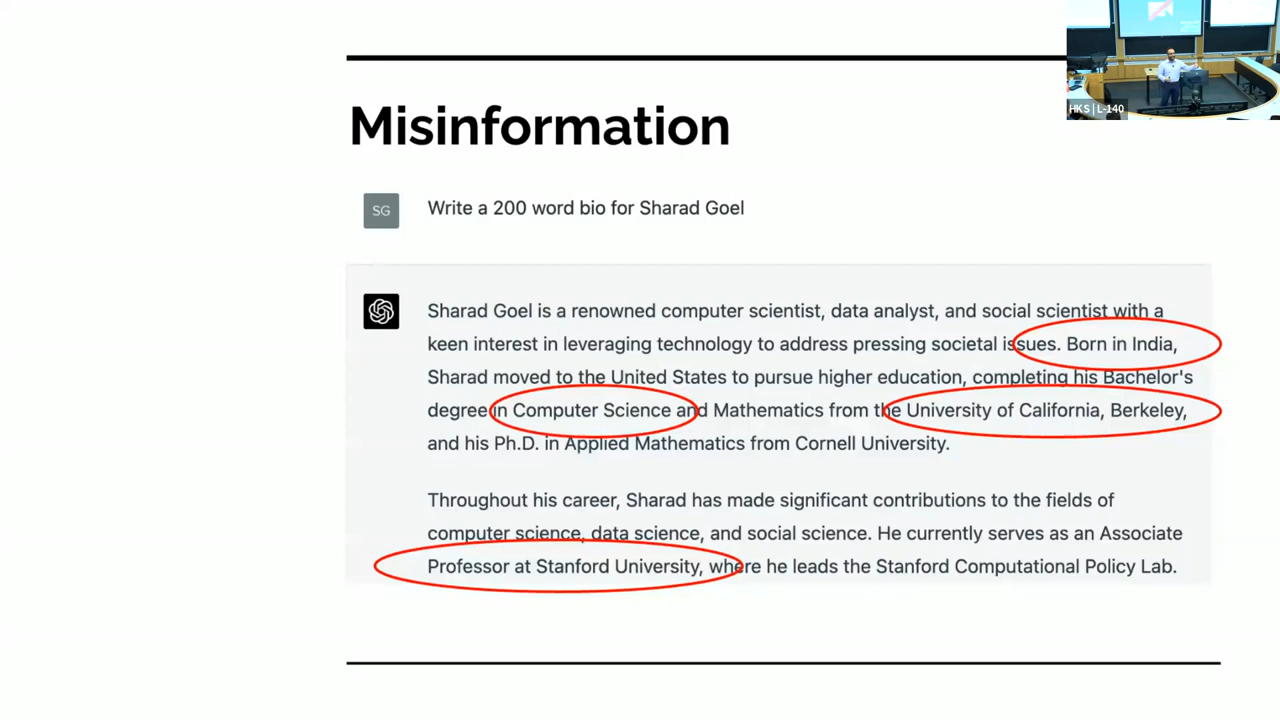 HKS | L-140
Misinformation
SG
Write a 200 word bio for Sharad Goel
Sharad Goel is a renowned computer scientist, data analyst, and social scientist with a
keen interest in leveraging technology to address pressing societal issues. Born in India,
Sharad moved to the United States to pursue higher education, completing his Bachelor's
degree in Computer Science and Mathematics from the University of California, Berkeley,
and his Ph.D. in Applied Mathematics from Cornell University.
Throughout his career, Sharad has made significant contributions to the fields of
computer science, data science, and social science. He currently serves as an Associate
Professor at Stanford University, where he leads the Stanford Computational Policy Lab.